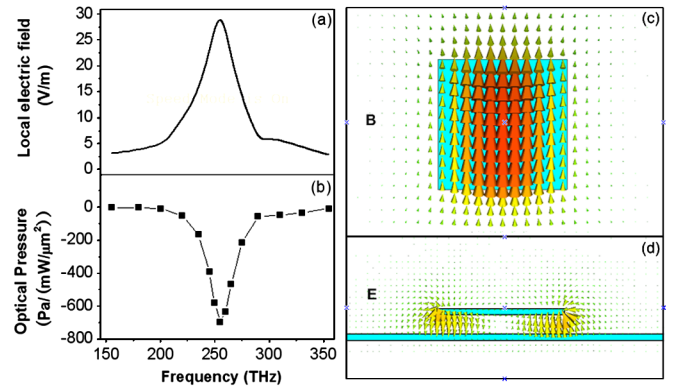 (a)
Local electric field
(V/m)
30
25
20
15
10
5
0
(b)
Optical Pressure
(Pa/ (mW/μm²)
0
-200
-400
-600
-800
150 200 250 300 350
Frequency (THz)
(c)
B
(d)
E